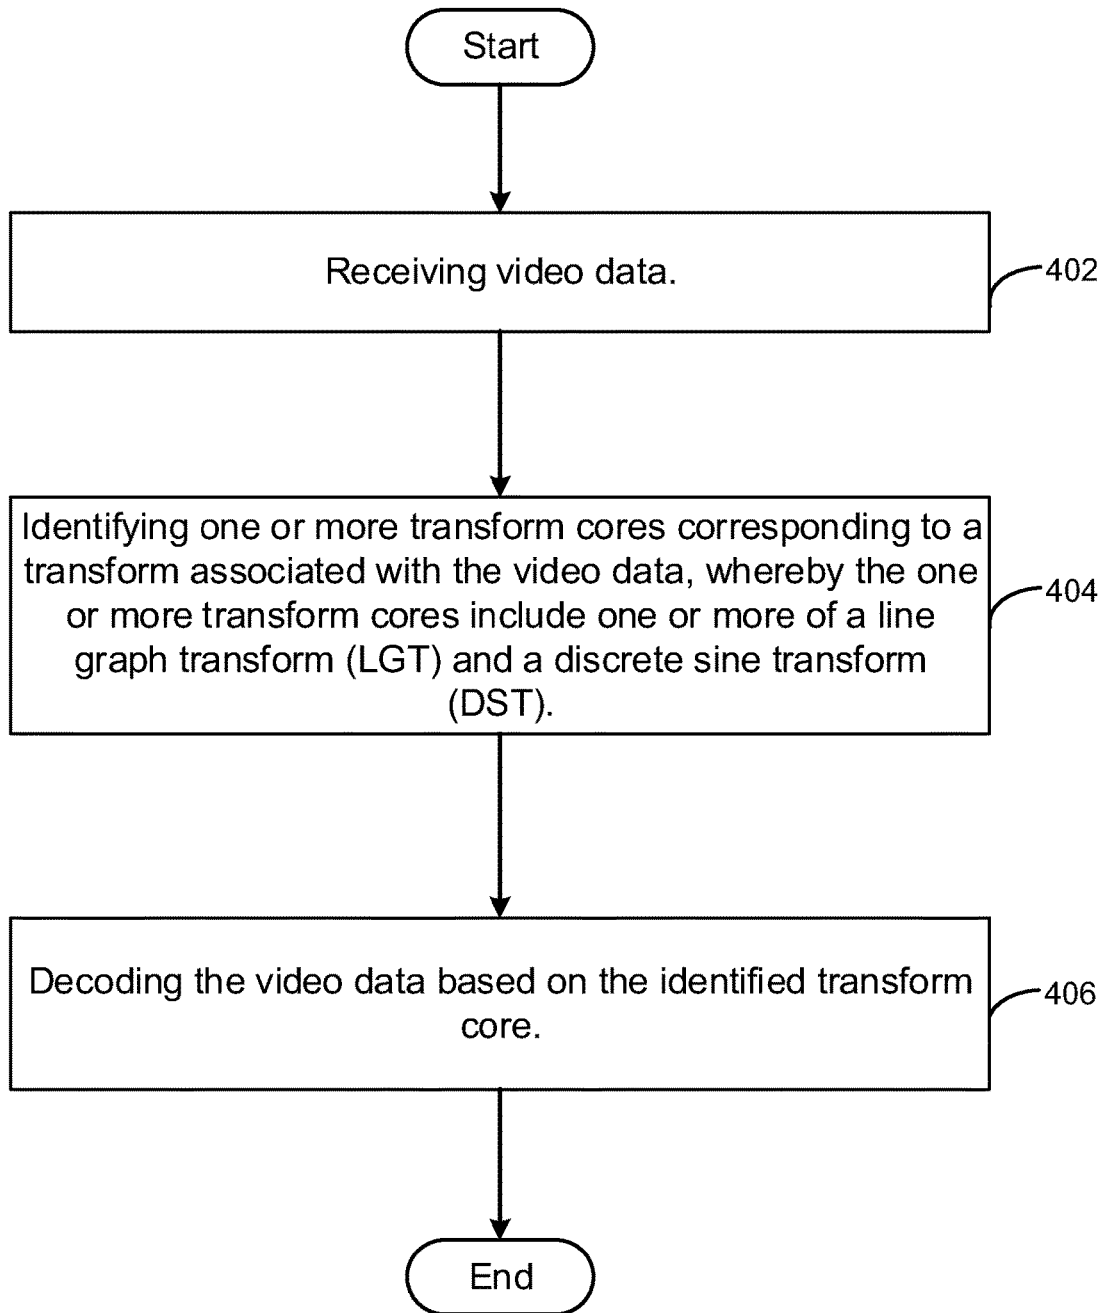 Start
Receiving video data.
402
Identifying one or more transform cores corresponding to a
transform associated with the video data, whereby the one
or more transform cores include one or more of a line
graph transform (LGT) and a discrete sine transform
(DST).
404
Decoding the video data based on the identified transform
core.
406
End